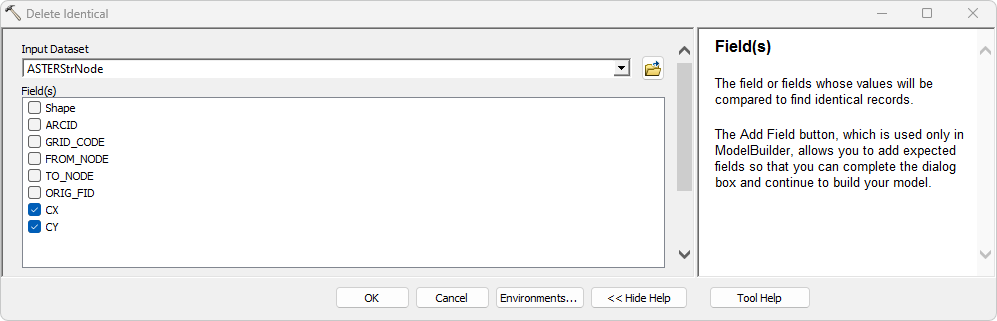 Delete Identical
Input Dataset
ASTERStrNode
Field(s)
Shape
ARCID
GRID_CODE
FROM_NODE
TO_NODE
ORIG_FID
CX
CY
Field(s)
The field or fields whose values will be
compared to find identical records.
The Add Field button, which is used only in
ModelBuilder, allows you to add expected
fields so that you can complete the dialog
box and continue to build your model.
OK
Cancel
Environments...
<< Hide Help
Tool Help